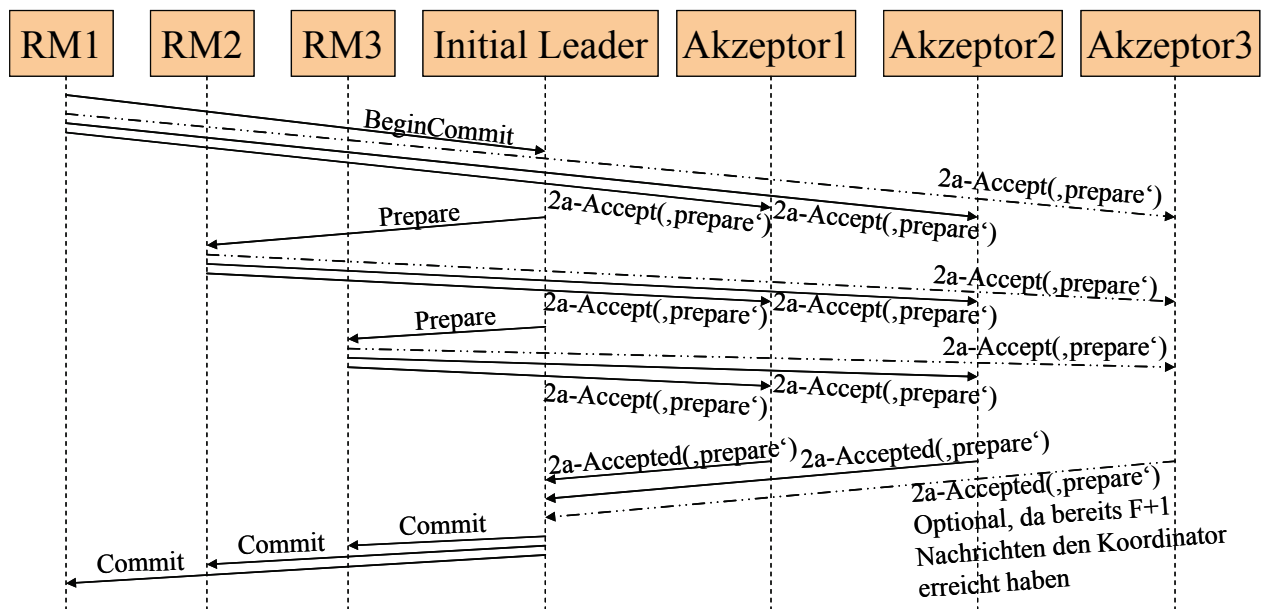 RM1
RM2
RM3
Initial Leader
Akzeptor1
Akzeptor2
Akzeptor3
BeginCommit
2a-Accept(‚prepare‘)
2a-Accept(‚prepare‘)
2a-Accept(‚prepare‘)
Prepare
2a-Accept(‚prepare‘)
2a-Accept(‚prepare‘)
2a-Accept(‚prepare‘)
Prepare
2a-Accept(‚prepare‘)
2a-Accept(‚prepare‘)
2a-Accept(‚prepare‘)
2a-Accepted(‚prepare‘)
2a-Accepted(‚prepare‘)
2a-Accepted(‚prepare‘)
Optional, da bereits F+1
Nachrichten den Koordinator
erreicht haben
Commit
Commit
Commit